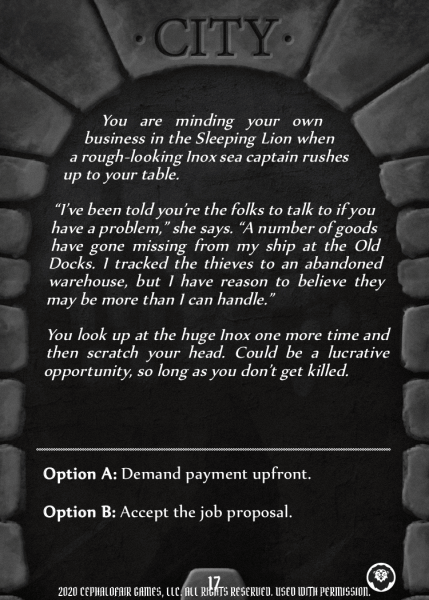 · CITY ·
You are minding your own
business in the Sleeping Lion when
a rough-looking Inox sea captain rushes
up to your table.
“I’ve been told you’re the folks to talk to if you
have a problem,” she says. “A number of goods
have gone missing from my ship at the Old
Docks. I tracked the thieves to an abandoned
warehouse, but I have reason to believe they
may be more than I can handle.”
You look up at the huge Inox one more time and
then scratch your head. Could be a lucrative
opportunity, so long as you don’t get killed.
Option A: Demand payment upfront.
Option B: Accept the job proposal.
17
2020 CEPHALOFAIR GAMES, LLC. ALL RIGHTS RESERVED. USED WITH PERMISSION.